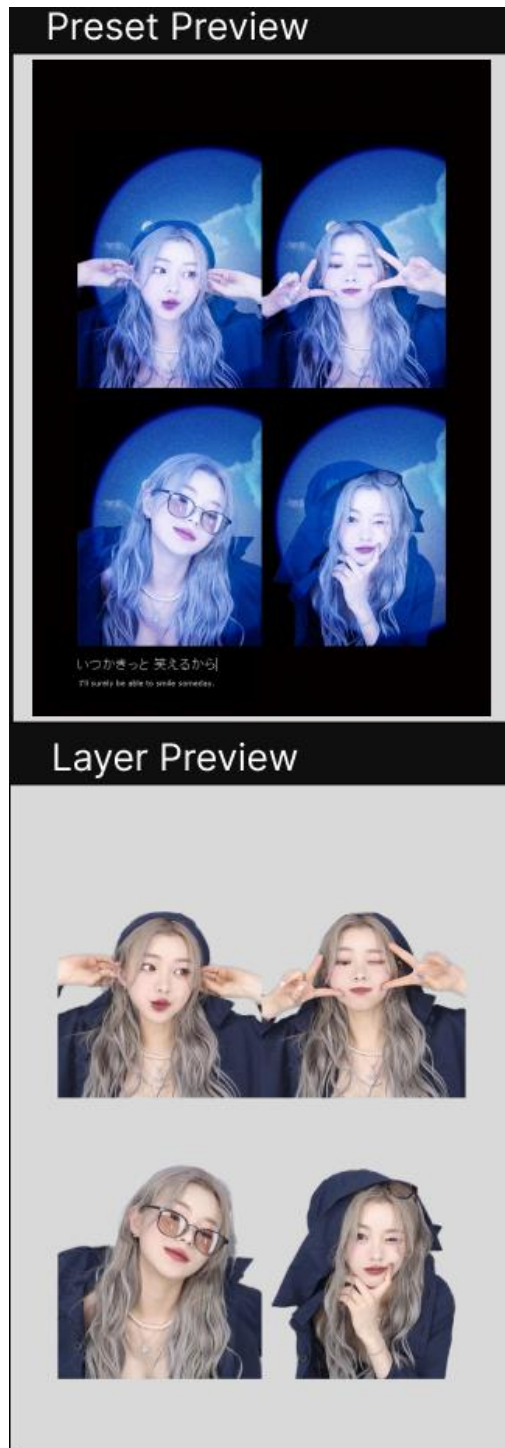 Preset Preview
いつかきっと 笑えるから|
I'll surely be able to smile someday.
Layer Preview